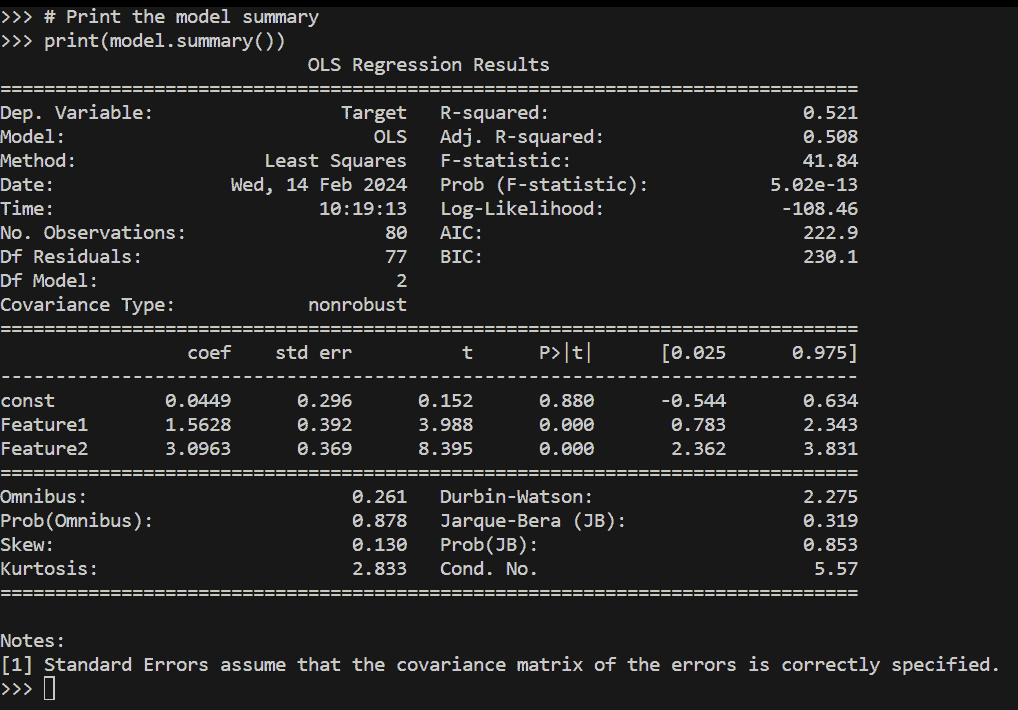 >>> # Print the model summary
>>> print(model.summary())
                            OLS Regression Results
==============================================================================
Dep. Variable:                 Target   R-squared:                       0.521
Model:                            OLS   Adj. R-squared:                  0.508
Method:                 Least Squares   F-statistic:                     41.84
Date:                Wed, 14 Feb 2024   Prob (F-statistic):           5.02e-13
Time:                        10:19:13   Log-Likelihood:                -108.46
No. Observations:                  80   AIC:                             222.9
Df Residuals:                      77   BIC:                             230.1
Df Model:                           2
Covariance Type:            nonrobust
==============================================================================
                 coef    std err          t      P>|t|      [0.025      0.975]
------------------------------------------------------------------------------
const          0.0449      0.296      0.152      0.880      -0.544       0.634
Feature1       1.5628      0.392      3.988      0.000       0.783       2.343
Feature2       3.0963      0.369      8.395      0.000       2.362       3.831
==============================================================================
Omnibus:                        0.261   Durbin-Watson:                   2.275
Prob(Omnibus):                  0.878   Jarque-Bera (JB):                0.319
Skew:                           0.130   Prob(JB):                        0.853
Kurtosis:                       2.833   Cond. No.                         5.57
==============================================================================

Notes:
[1] Standard Errors assume that the covariance matrix of the errors is correctly specified.
>>>